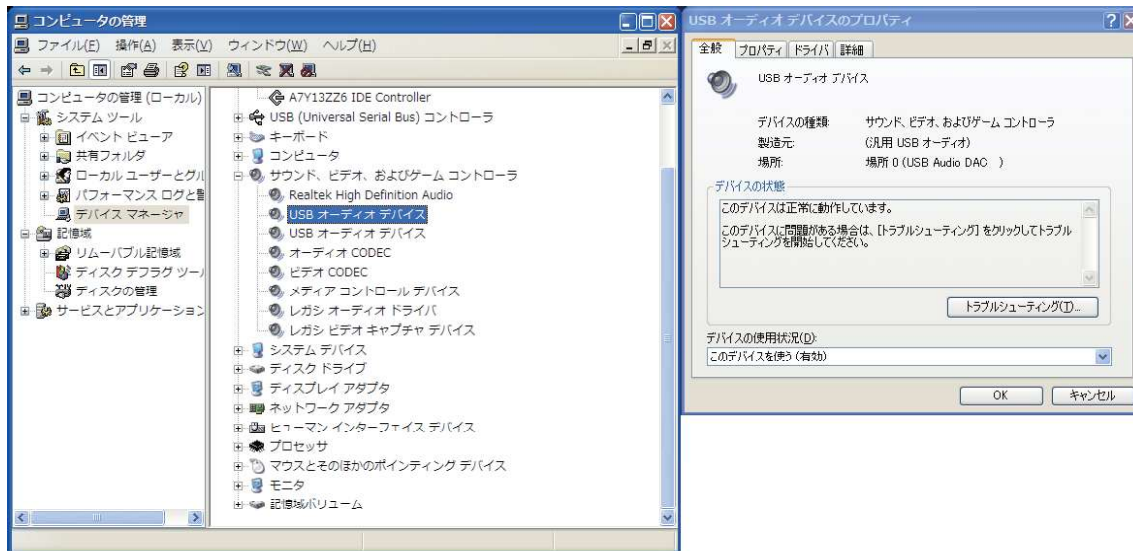 コンピュータの管理
ファイル(F) 操作(A) 表示(V) ウィンドウ(W) ヘルプ(H)
コンピュータの管理 (ローカル)
システム ツール
イベント ビューア
共有フォルダ
ローカル ユーザーとグル
パフォーマンス ログと警
デバイス マネージャ
記憶域
リムーバブル記憶域
ディスク デフラグ ツール
ディスクの管理
サービスとアプリケーション
A7Y13ZZ6 IDE Controller
USB (Universal Serial Bus) コントローラ
キーボード
コンピュータ
サウンド、ビデオ、およびゲーム コントローラ
Realtek High Definition Audio
USB オーディオ デバイス
USB オーディオ デバイス
オーディオ CODEC
ビデオ CODEC
メディア コントロール デバイス
レガシ オーディオ ドライバ
レガシ ビデオ キャプチャ デバイス
システム デバイス
ディスク ドライブ
ディスプレイ アダプタ
ネットワーク アダプタ
ヒューマン インターフェイス デバイス
プロセッサ
マウスとそのほかのポインティング デバイス
モニタ
記憶域ボリューム
USB オーディオ デバイスのプロパティ
全般 プロパティ ドライバ 詳細
USB オーディオ デバイス
デバイスの種類: サウンド、ビデオ、およびゲーム コントローラ
製造元: (汎用 USB オーディオ)
場所: 場所 0 (USB Audio DAC )
デバイスの状態
このデバイスは正常に動作しています。
このデバイスに問題がある場合は、[トラブルシューティング] をクリックしてトラブル
シューティングを開始してください。
トラブルシューティング(T)...
デバイスの使用状況(D):
このデバイスを使う (有効)
OK キャンセル